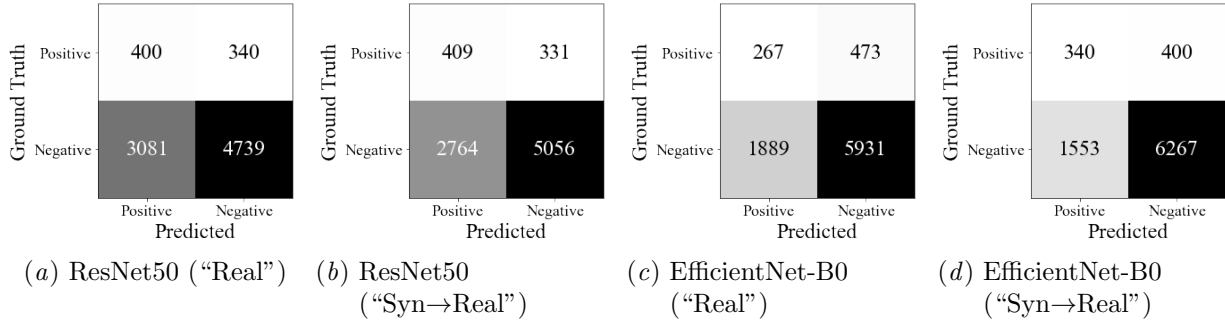 Ground Truth
Positive
400
340
Negative
3081
4739
Positive
Negative
Predicted
(a) ResNet50 (“Real”)
Ground Truth
Positive
409
331
Negative
2764
5056
Positive
Negative
Predicted
(b) ResNet50
(“Syn→Real”)
Ground Truth
Positive
267
473
Negative
1889
5931
Positive
Negative
Predicted
(c) EfficientNet-B0
(“Real”)
Ground Truth
Positive
340
400
Negative
1553
6267
Positive
Negative
Predicted
(d) EfficientNet-B0
(“Syn→Real”)